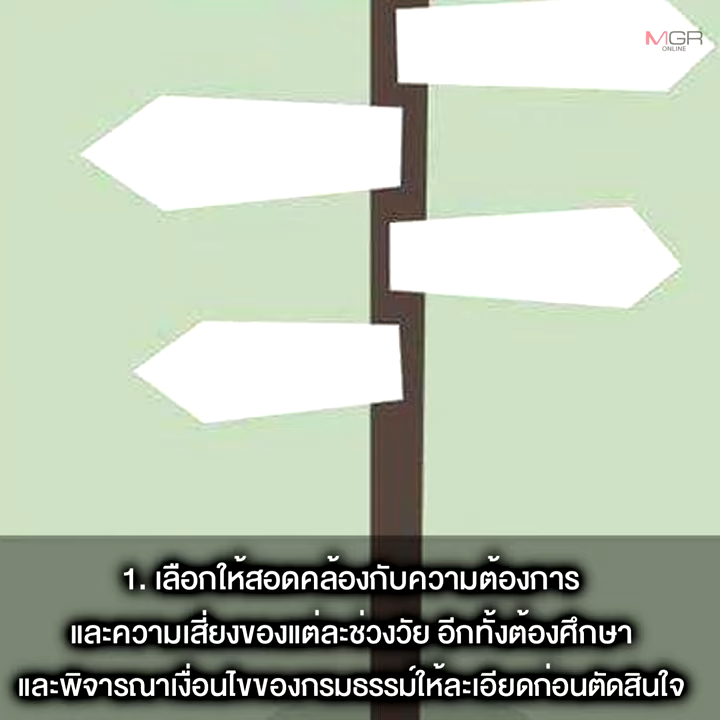 MGR
ONLINE
1. เลือกให้สอดคล้องกับความต้องการ
และความเสี่ยงของแต่ละช่วงวัย อีกทั้งต้องศึกษา
และพิจารณาเงื่อนไขของกรมธรรม์ให้ละเอียดก่อนตัดสินใจ